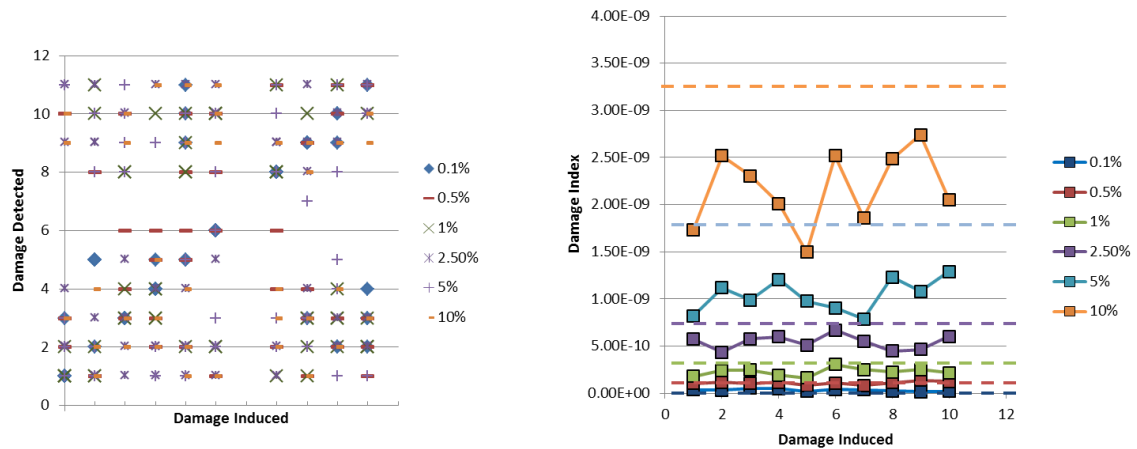 12
10
8
6
4
2
0
Damage Detected
Damage Induced
0.1%
0.5%
1%
2.50%
5%
10%
4.00E-09
3.50E-09
3.00E-09
2.50E-09
2.00E-09
1.50E-09
1.00E-09
5.00E-10
0.00E+00
Damage Index
0 2 4 6 8 10 12
Damage Induced
0.1%
0.5%
1%
2.50%
5%
10%